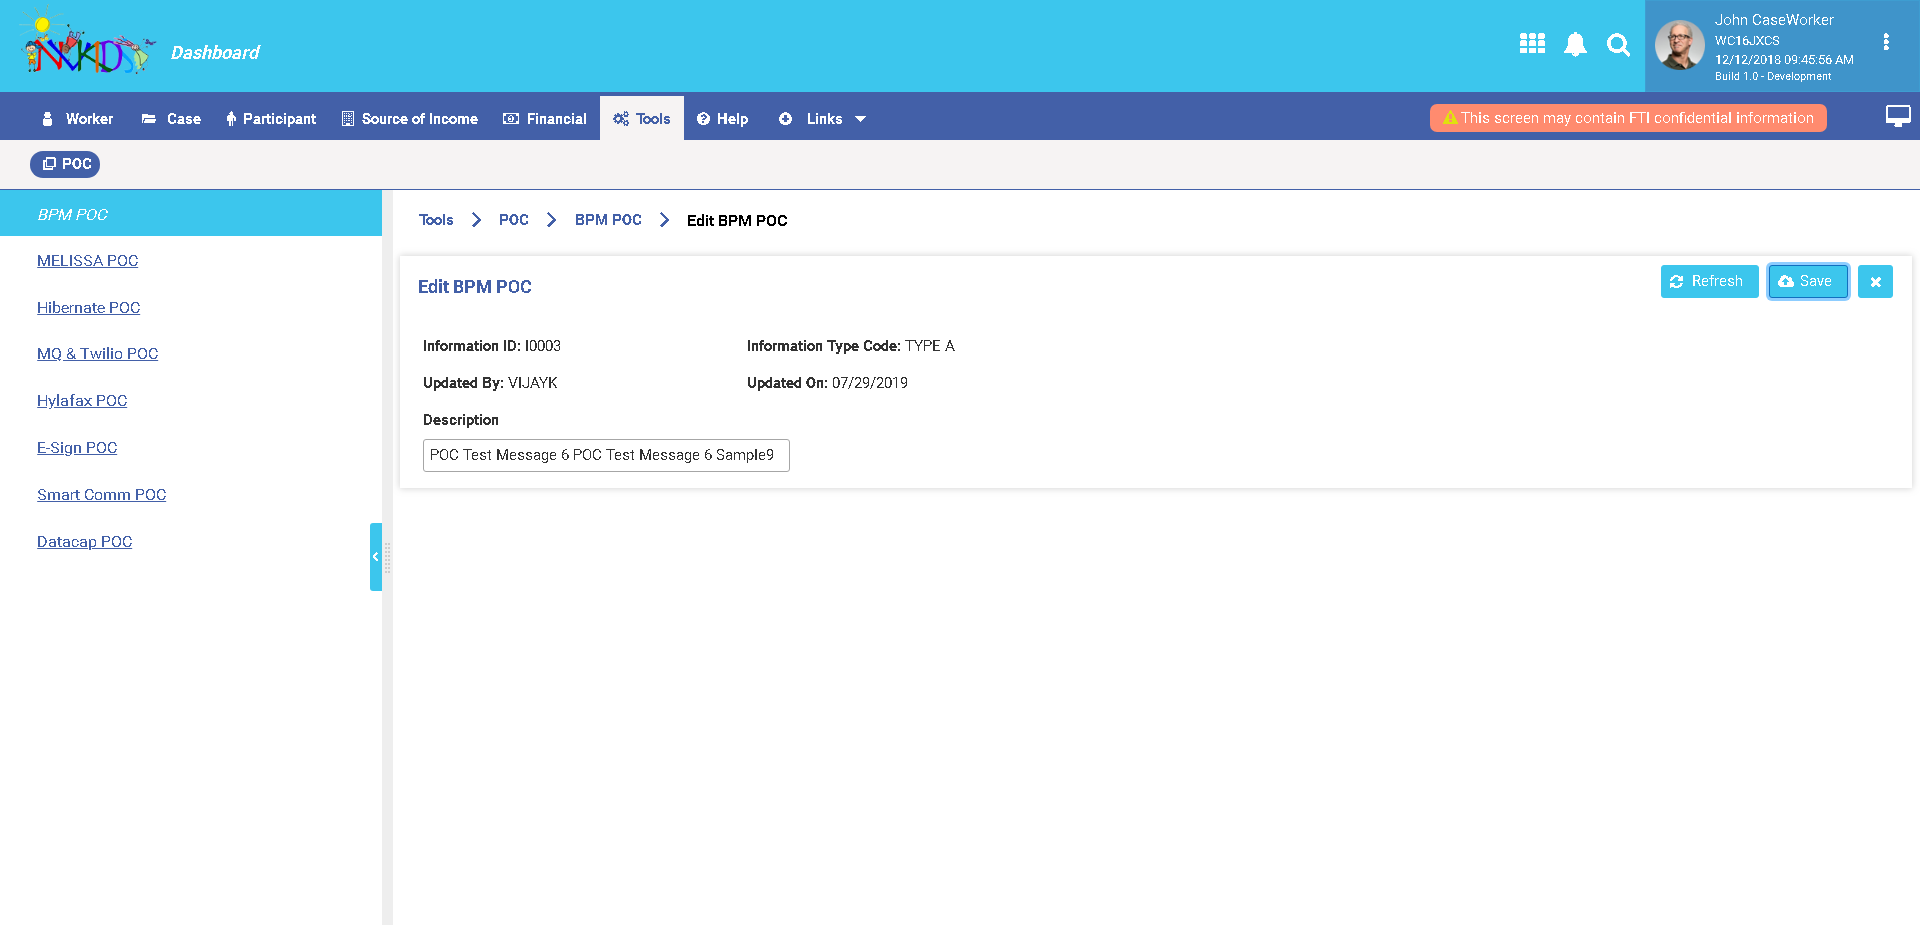 NCKIDS
Dashboard
John CaseWorker
WC16JXCS
12/12/2018 09:45:56 AM
Build 1.0 - Development
Worker
Case
Participant
Source of Income
Financial
Tools
Help
Links
This screen may contain FTI confidential information
POC
BPM POC
MELISSA POC
Hibernate POC
MQ & Twilio POC
Hylafax POC
E-Sign POC
Smart Comm POC
Datacap POC
Tools > POC > BPM POC > Edit BPM POC
Edit BPM POC
Refresh
Save
Information ID: I0003
Information Type Code: TYPE A
Updated By: VIJAYK
Updated On: 07/29/2019
Description
POC Test Message 6 POC Test Message 6 Sample9